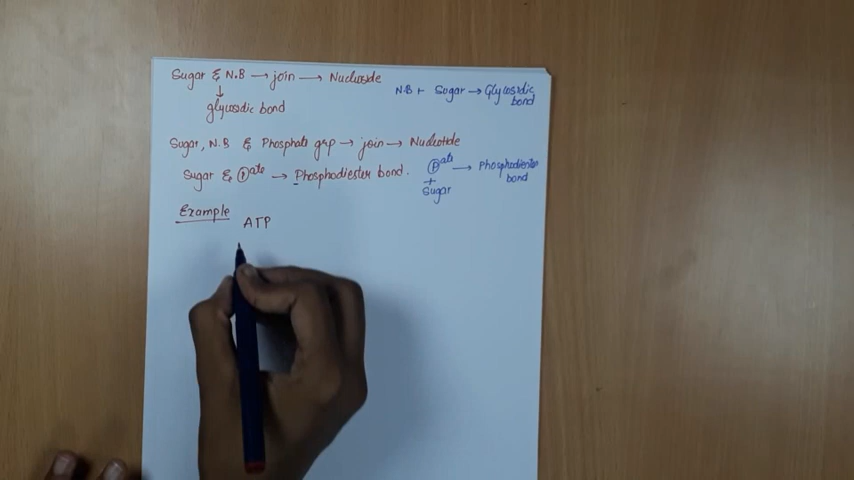 Sugar & N.B → join → Nucleoside
↓
glycosidic bond
N.B + Sugar → Glycosidic
bond
Sugar, N.B & Phosphate grp → join → Nucleotide
Sugar & Ⓟate → Phosphodiester bond.
Ⓟate → Phosphodiester
+
Sugar
bond
Example
ATP